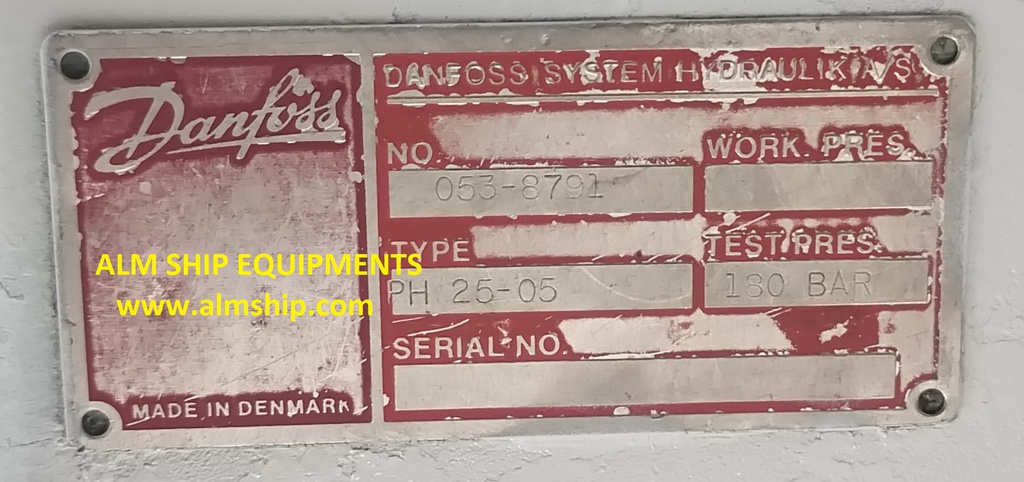 Danfoss
DANFOSS SYSTEM HYDRAULIK A/S
NO.
WORK. PRES.
053-8791
TYPE
TEST PRES.
PH 25-05
180 BAR
SERIAL NO.
MADE IN DENMARK
ALM SHIP EQUIPMENTS
www.almship.com